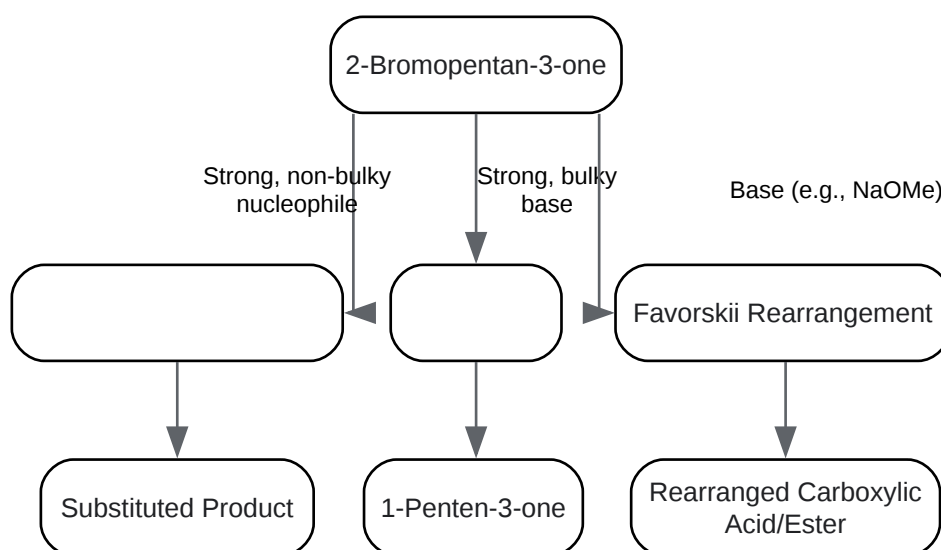 2-Bromopentan-3-one
Strong, non-bulky
nucleophile
Strong, bulky
base
Base (e.g., NaOMe)
Favorskii Rearrangement
Substituted Product
1-Penten-3-one
Rearranged Carboxylic
Acid/Ester